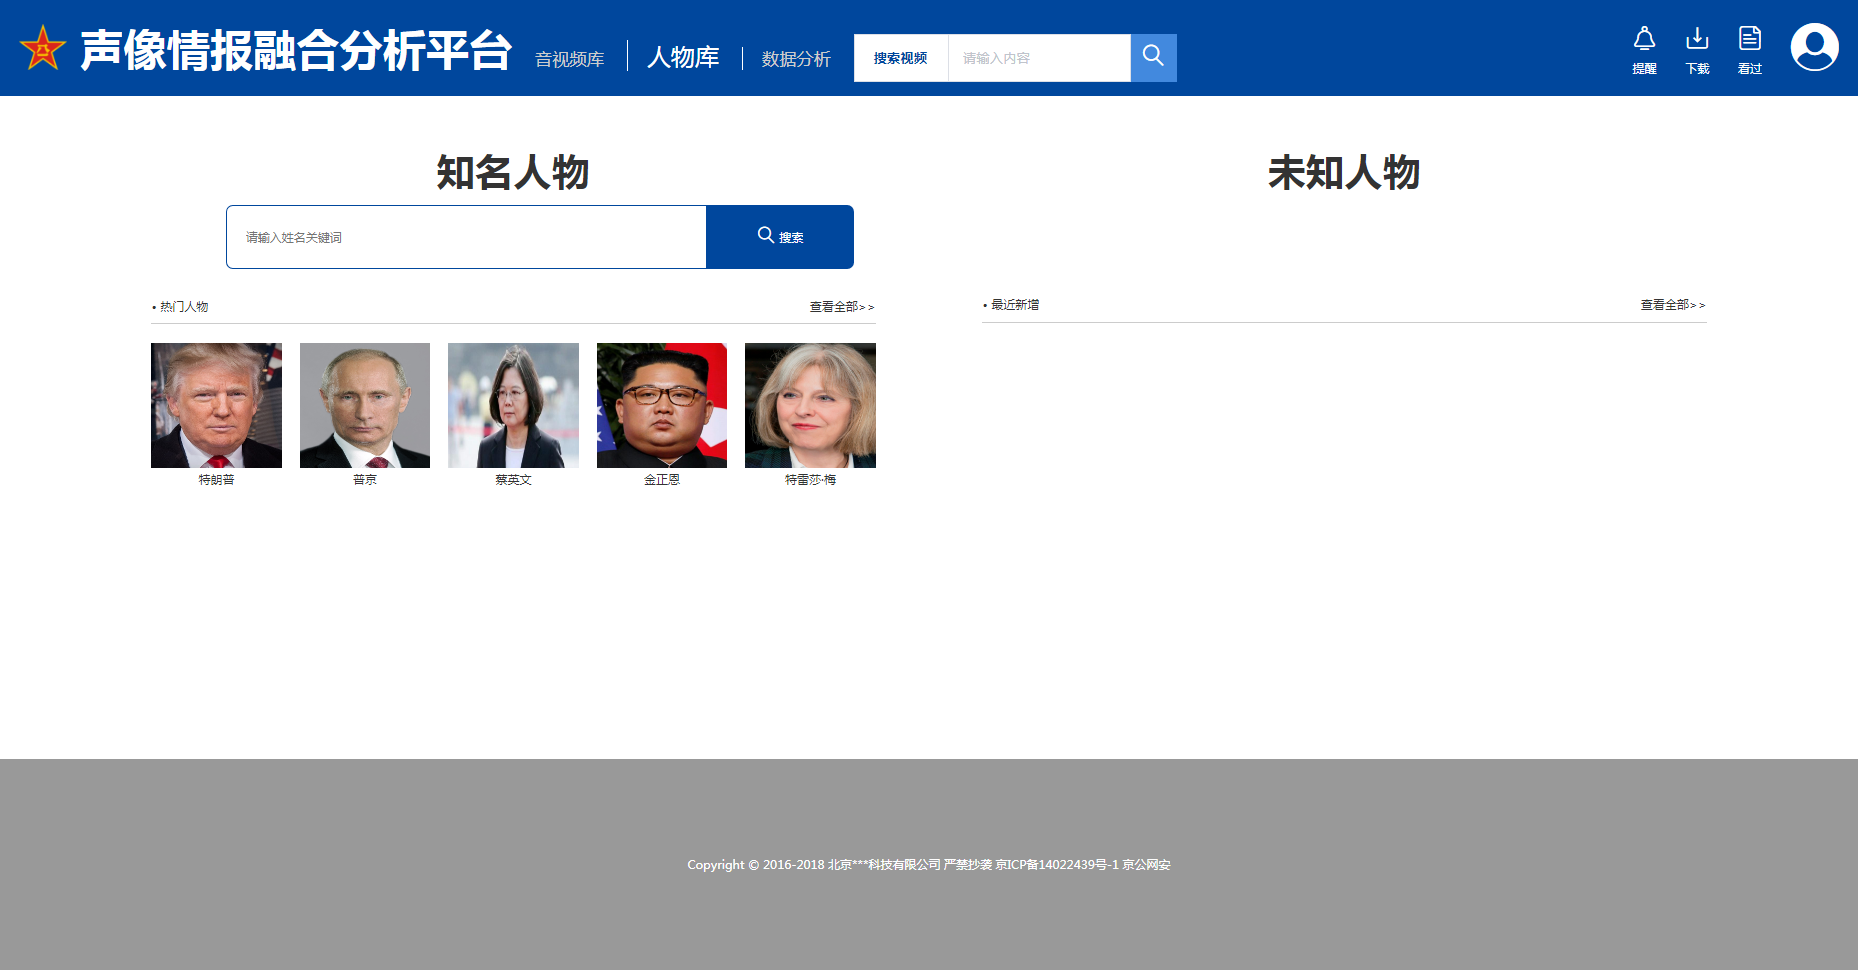 声像情报融合分析平台
音视频库
人物库
数据分析
搜索视频
请输入内容
提醒
下载
看过
知名人物
请输入姓名关键词
搜索
• 热门人物
查看全部>>
特朗普
普京
蔡英文
金正恩
特雷莎·梅
未知人物
• 最近新增
查看全部>>
Copyright © 2016-2018 北京***科技有限公司 严禁抄袭 京ICP备14022439号-1 京公网安